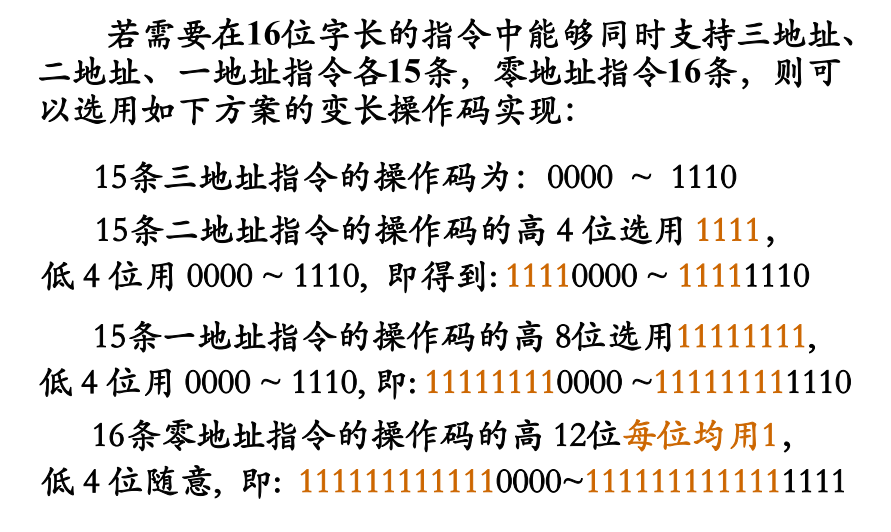 若需要在16位字长的指令中能够同时支持三地址、
二地址、一地址指令各15条，零地址指令16条，则可
以选用如下方案的变长操作码实现：
15条三地址指令的操作码为：0000 ~ 1110
15条二地址指令的操作码的高 4 位选用 1111，
低 4 位用 0000 ~ 1110, 即得到: 11110000 ~ 11111110
15条一地址指令的操作码的高 8位选用11111111,
低 4 位用 0000 ~ 1110, 即: 111111110000 ~111111111110
16条零地址指令的操作码的高 12位每位均用1，
低 4 位随意, 即: 1111111111110000~1111111111111111